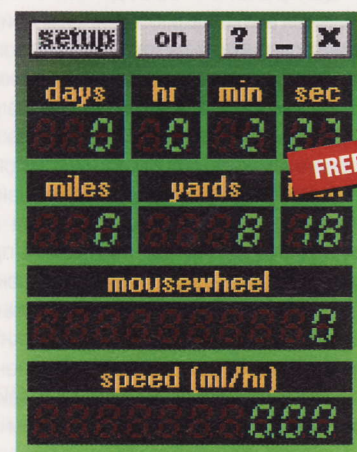 setup on ? _ X
days hr min sec
0 0 2
FREE
miles yards
0 8 18
mousewheel
0
speed (ml/hr)
0.00